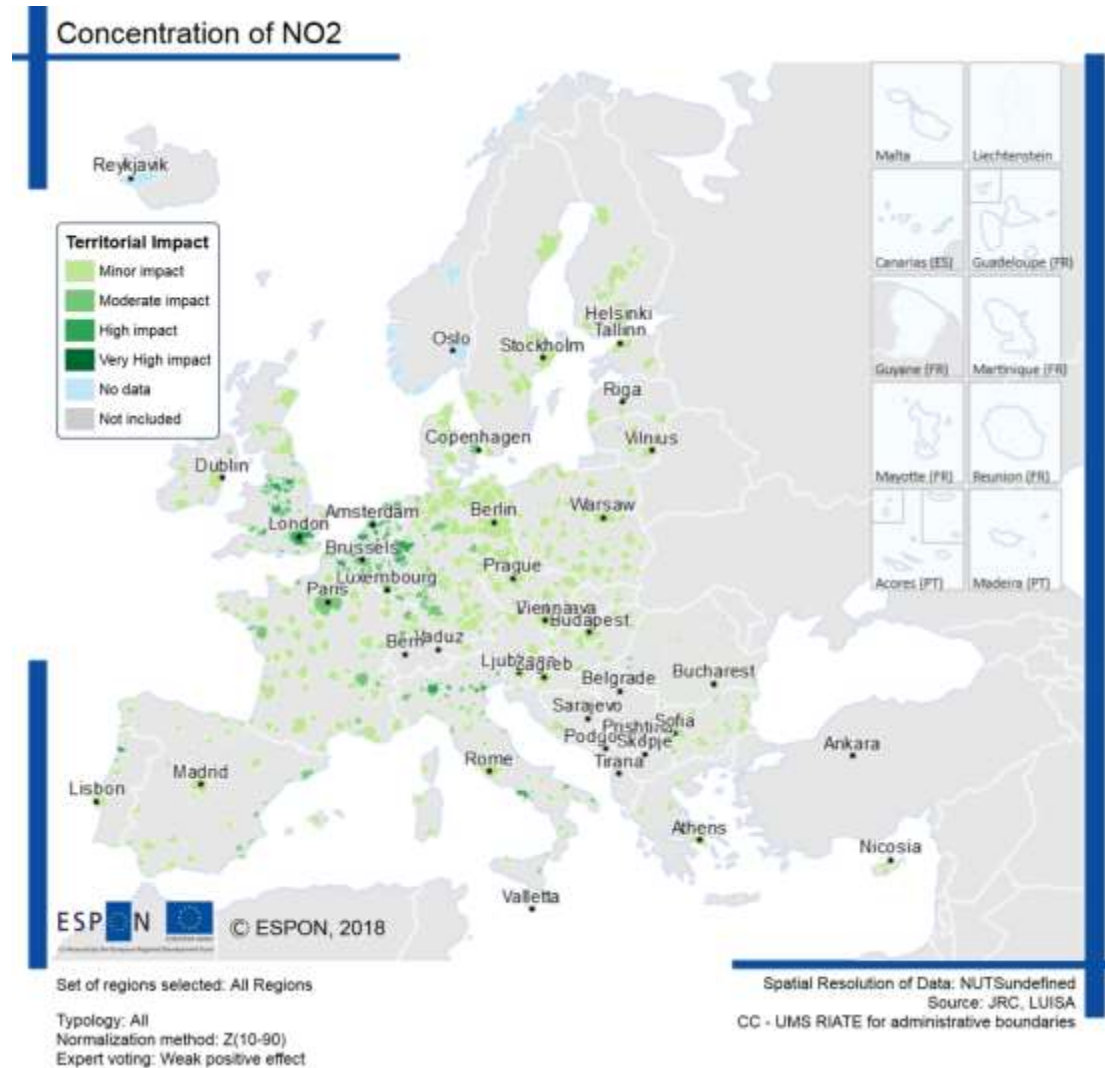 Concentration of NO2
Reykjavik
Territorial Impact
Minor impact
Moderate impact
High impact
Very High impact
No data
Not included
Malta
Liechtenstein
Canarias (ES)
Guadeloupe (FR)
Guyane (FR)
Martinique (FR)
Mayotte (FR)
Reunion (FR)
Acores (PT)
Madeira (PT)
Helsinki
Tallinn
Oslo
Stockholm
Riga
Copenhagen
Vilnius
Dublin
Amsterdam
Berlin
Warsaw
London
Brussels
Prague
Luxembourg
Paris
Vienna
Budapest
Bern
Vaduz
Zagreb
Belgrade
Bucharest
Sarajevo
Sofia
Skopje
Tirana
Ankara
Rome
Madrid
Lisbon
Athens
Nicosia
Valletta
ESPON
© ESPON, 2018
Set of regions selected: All Regions
Typology: All
Normalization method: Z(10-90)
Expert voting: Weak positive effect
Spatial Resolution of Data: NUTSundefined
Source: JRC, LUISA
CC - UMS RIATE for administrative boundaries